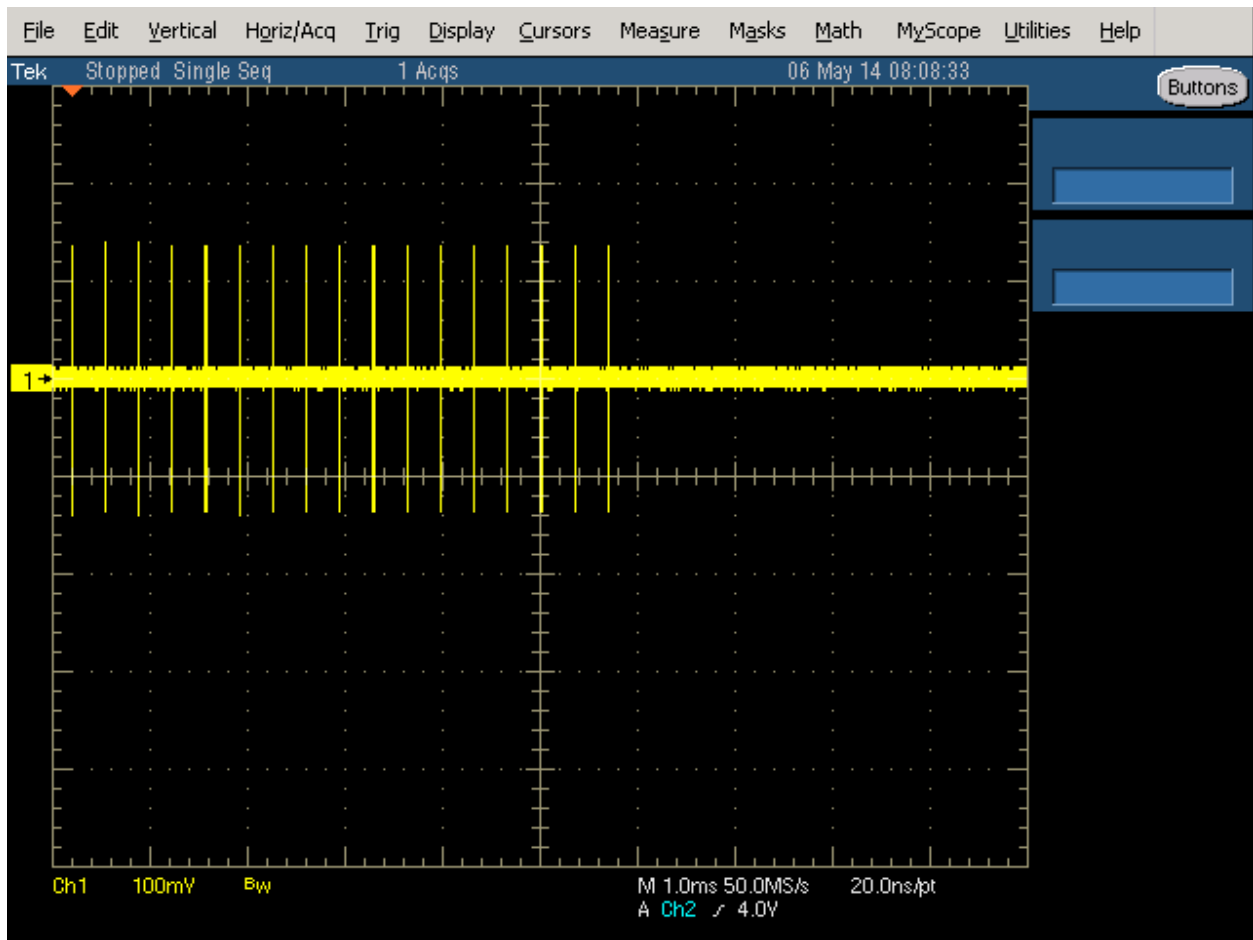 File Edit Vertical Horiz/Acq Trig Display Cursors Measure Masks Math MyScope Utilities Help
Tek Stopped Single Seq 1 Acqs 06 May 14 08:08:33 Buttons
1
Ch1 100mV BW M 1.0ms 50.0MS/s 20.0ns/pt
A Ch2 / 4.0V